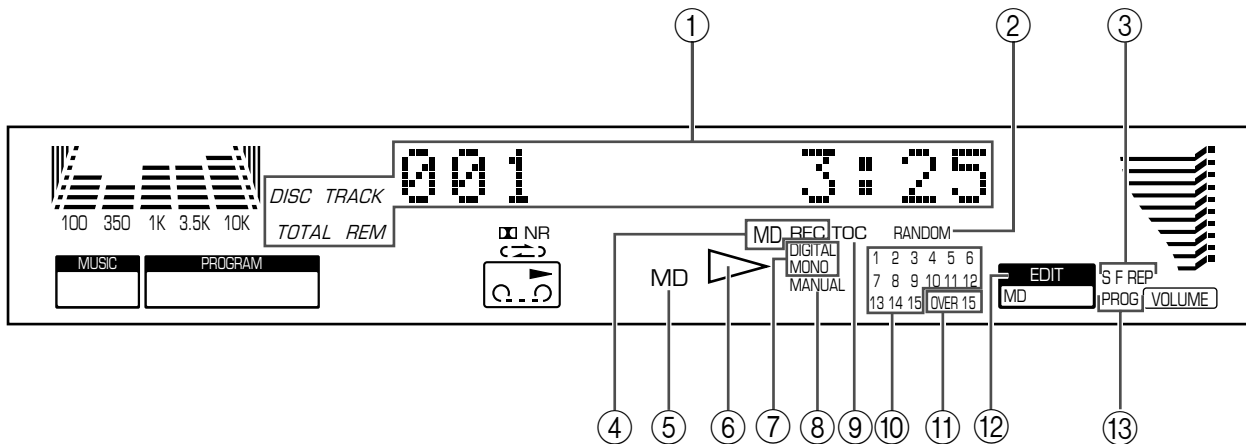 ① ② ③
001 3:25
DISC TRACK
TOTAL REM
100 350 1K 3.5K 10K
NR
MD REC TOC
RANDOM
MUSIC PROGRAM
MD
DIGITAL
MONO
MANUAL
1 2 3 4 5 6
7 8 9 10 11 12
13 14 15 OVER 15
EDIT
MD
S F REP
PROG VOLUME
④ ⑤ ⑥ ⑦ ⑧ ⑨ ⑩ ⑪ ⑫ ⑬